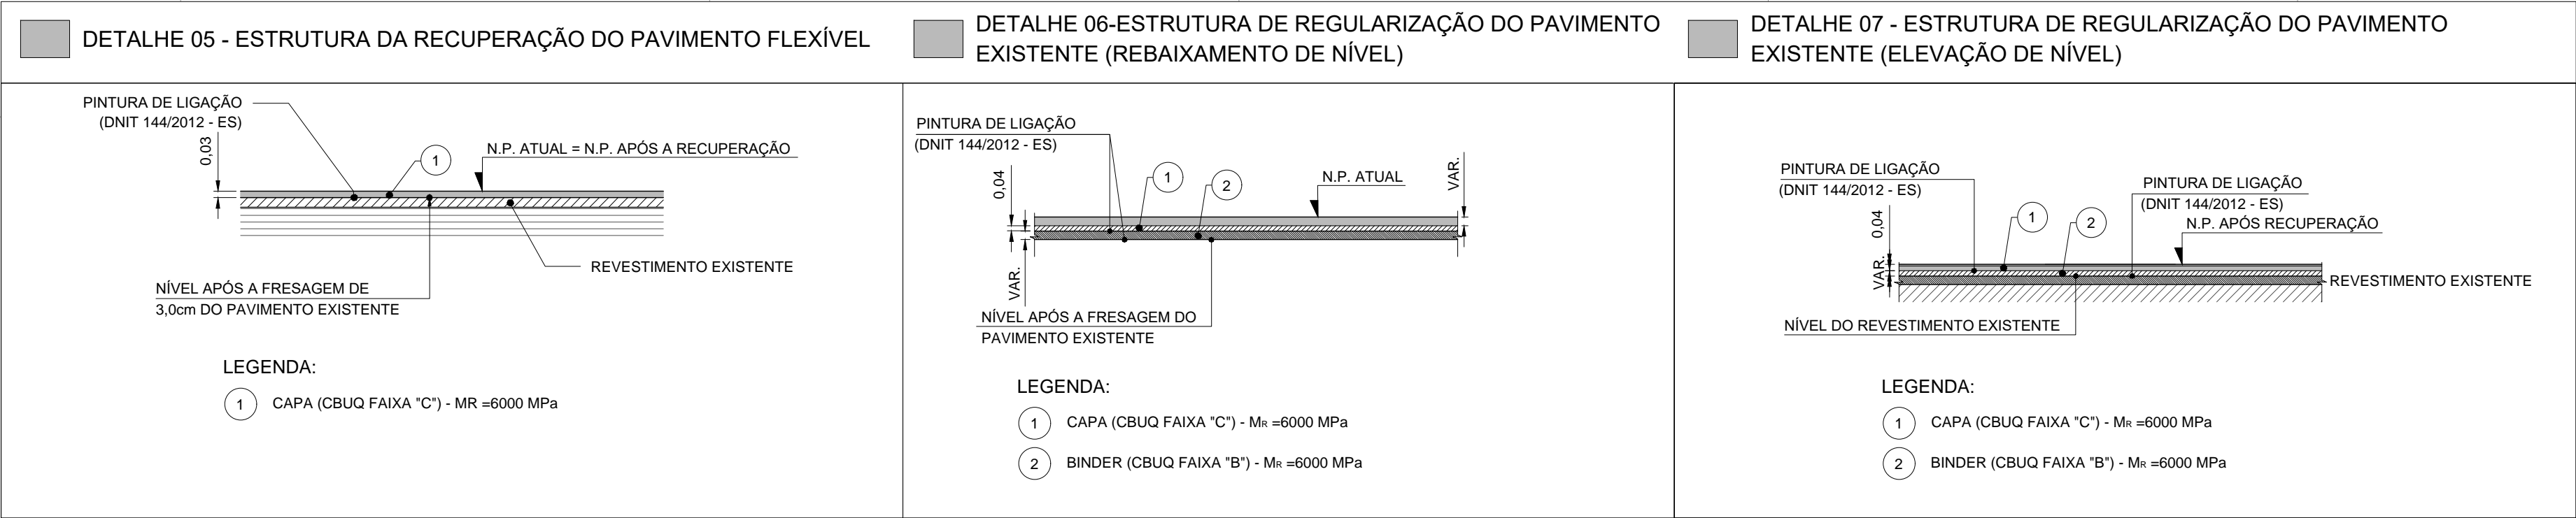 DETALHE 05 - ESTRUTURA DA RECUPERAÇÃO DO PAVIMENTO FLEXÍVEL
PINTURA DE LIGAÇÃO
(DNIT 144/2012 - ES)
0,03
1
N.P. ATUAL = N.P. APÓS A RECUPERAÇÃO
REVESTIMENTO EXISTENTE
NÍVEL APÓS A FRESAGEM DE
3,0cm DO PAVIMENTO EXISTENTE
LEGENDA:
1 CAPA (CBUQ FAIXA "C") - MR =6000 MPa
DETALHE 06-ESTRUTURA DE REGULARIZAÇÃO DO PAVIMENTO
EXISTENTE (REBAIXAMENTO DE NÍVEL)
PINTURA DE LIGAÇÃO
(DNIT 144/2012 - ES)
0,04
1
2
N.P. ATUAL
VAR.
VAR.
NÍVEL APÓS A FRESAGEM DO
PAVIMENTO EXISTENTE
LEGENDA:
1 CAPA (CBUQ FAIXA "C") - MR =6000 MPa
2 BINDER (CBUQ FAIXA "B") - MR =6000 MPa
DETALHE 07 - ESTRUTURA DE REGULARIZAÇÃO DO PAVIMENTO
EXISTENTE (ELEVAÇÃO DE NÍVEL)
PINTURA DE LIGAÇÃO
(DNIT 144/2012 - ES)
0,04
VAR.
1
2
PINTURA DE LIGAÇÃO
(DNIT 144/2012 - ES)
N.P. APÓS RECUPERAÇÃO
REVESTIMENTO EXISTENTE
NÍVEL DO REVESTIMENTO EXISTENTE
LEGENDA:
1 CAPA (CBUQ FAIXA "C") - MR =6000 MPa
2 BINDER (CBUQ FAIXA "B") - MR =6000 MPa